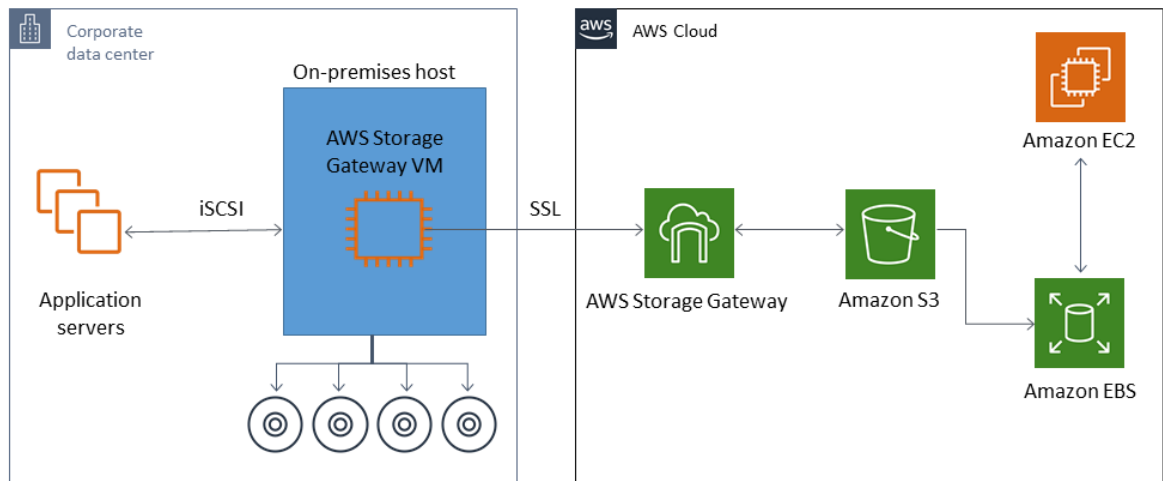 Corporate
data center
aws
AWS Cloud
On-premises host
AWS Storage
Gateway VM
Amazon EC2
iSCSI
SSL
Application
servers
AWS Storage Gateway
Amazon S3
Amazon EBS